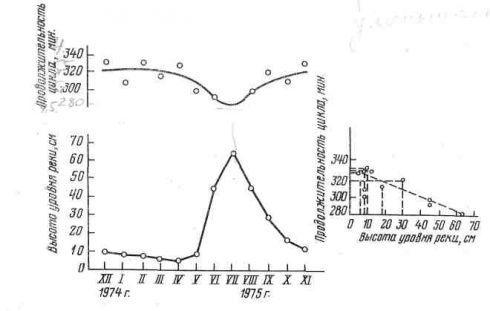 Продолжительность
цикла, мин.
340
320
300
280
Высота уровня реки, см
70
60
50
40
30
20
10
0
XII I II III IV V VI VII VIII IX X XI
1974 г. 1975 г.
Продолжительность цикла, мин
340
320
300
280
0 10 20 30 40 50 60 70
Высота уровня реки, см